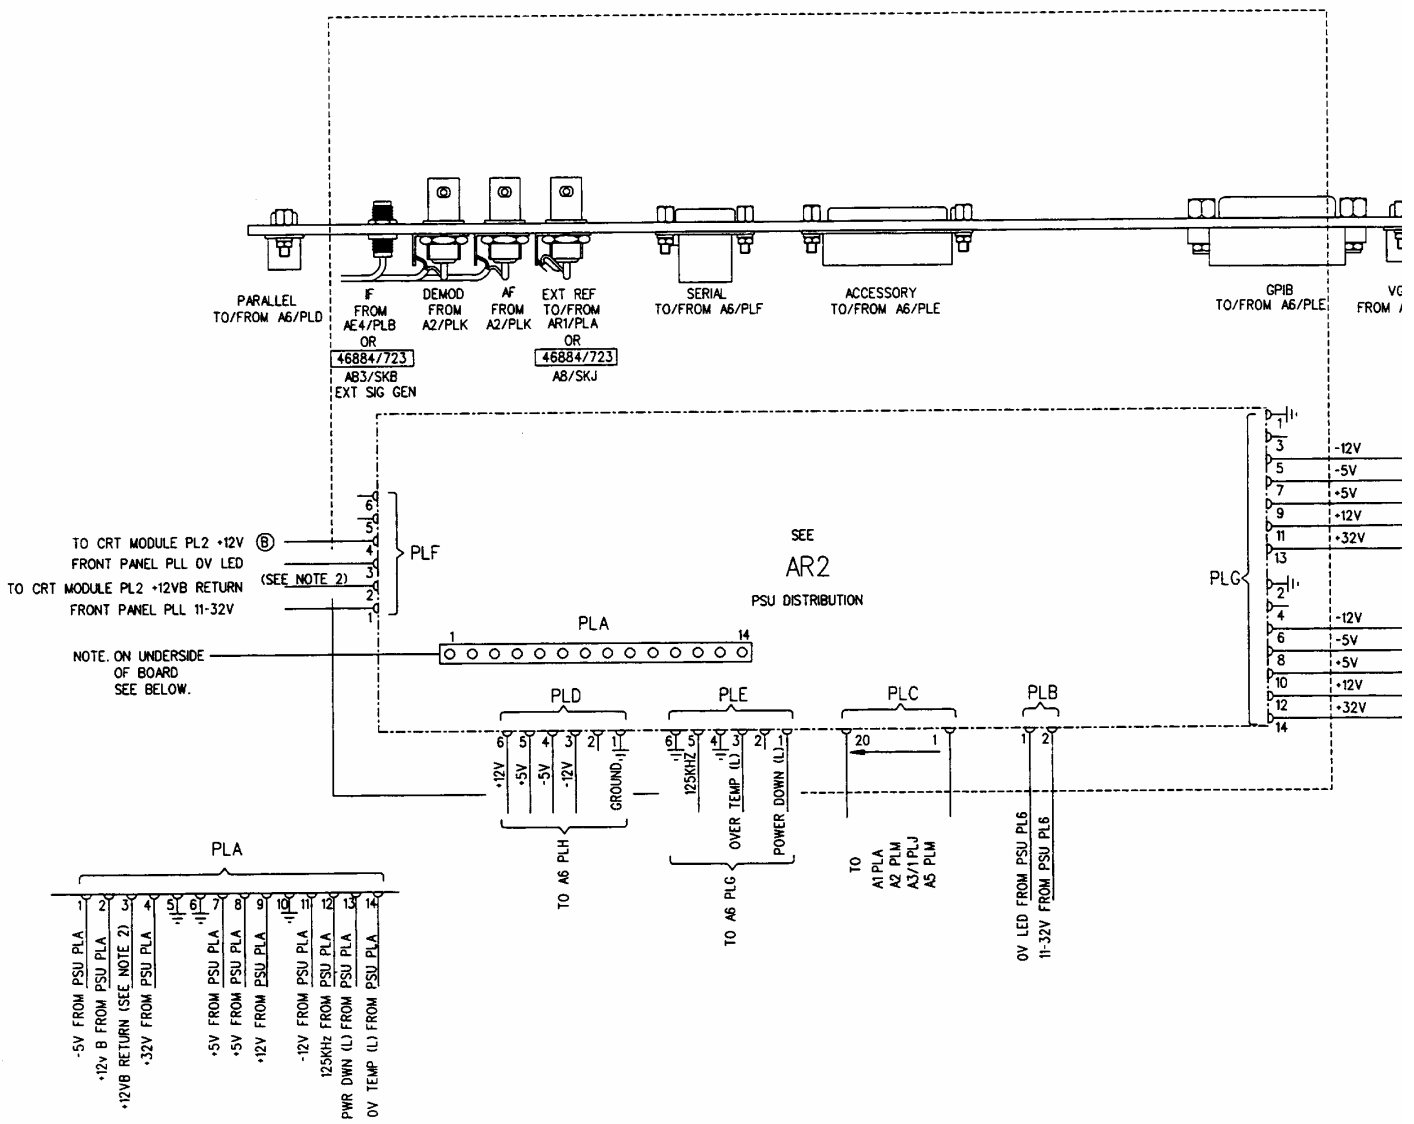 PARALLEL
TO/FROM A6/PLD
IF
FROM
AE4/PLB
OR
46884/723
AB3/SKB
EXT SIG GEN
DEMOD
FROM
A2/PLK
AF
FROM
A2/PLK
EXT REF
TO/FROM
AR1/PLA
OR
46884/723
A8/SKJ
SERIAL
TO/FROM A6/PLF
ACCESSORY
TO/FROM A6/PLE
GPIB
TO/FROM A6/PLE
VG
FROM A
6
5
4
3
2
1
PLF
TO CRT MODULE PL2 +12V B
FRONT PANEL PLL 0V LED
TO CRT MODULE PL2 +12VB RETURN (SEE NOTE 2)
FRONT PANEL PLL 11-32V
SEE
AR2
PSU DISTRIBUTION
PLG
1
3
-12V
5
-5V
7
+5V
9
+12V
11
+32V
13
2
4
-12V
6
-5V
8
+5V
10
+12V
12
+32V
14
PLA
1 14
NOTE. ON UNDERSIDE
OF BOARD
SEE BELOW.
PLD
6 5 4 3 2 1
+12V
+5V
-5V
-12V
GROUND
TO A6 PLH
PLE
6 5 4 3 2 1
125KHZ
OVER TEMP (L)
POWER DOWN (L)
TO A6 PLG
PLC
20 1
TO
A1 PLA
A2 PLM
A3/1 PLJ
A5 PLM
PLB
1 2
0V LED FROM PSU PL6
11-32V FROM PSU PL6
PLA
1 2 3 4 5 6 7 8 9 10 11 12 13 14
-5V FROM PSU PLA
+12v B FROM PSU PLA
+12VB RETURN (SEE NOTE 2)
+32V FROM PSU PLA
+5V FROM PSU PLA
+5V FROM PSU PLA
+12V FROM PSU PLA
-12V FROM PSU PLA
125KHz FROM PSU PLA
PWR DWN (L) FROM PSU PLA
0V TEMP (L) FROM PSU PLA